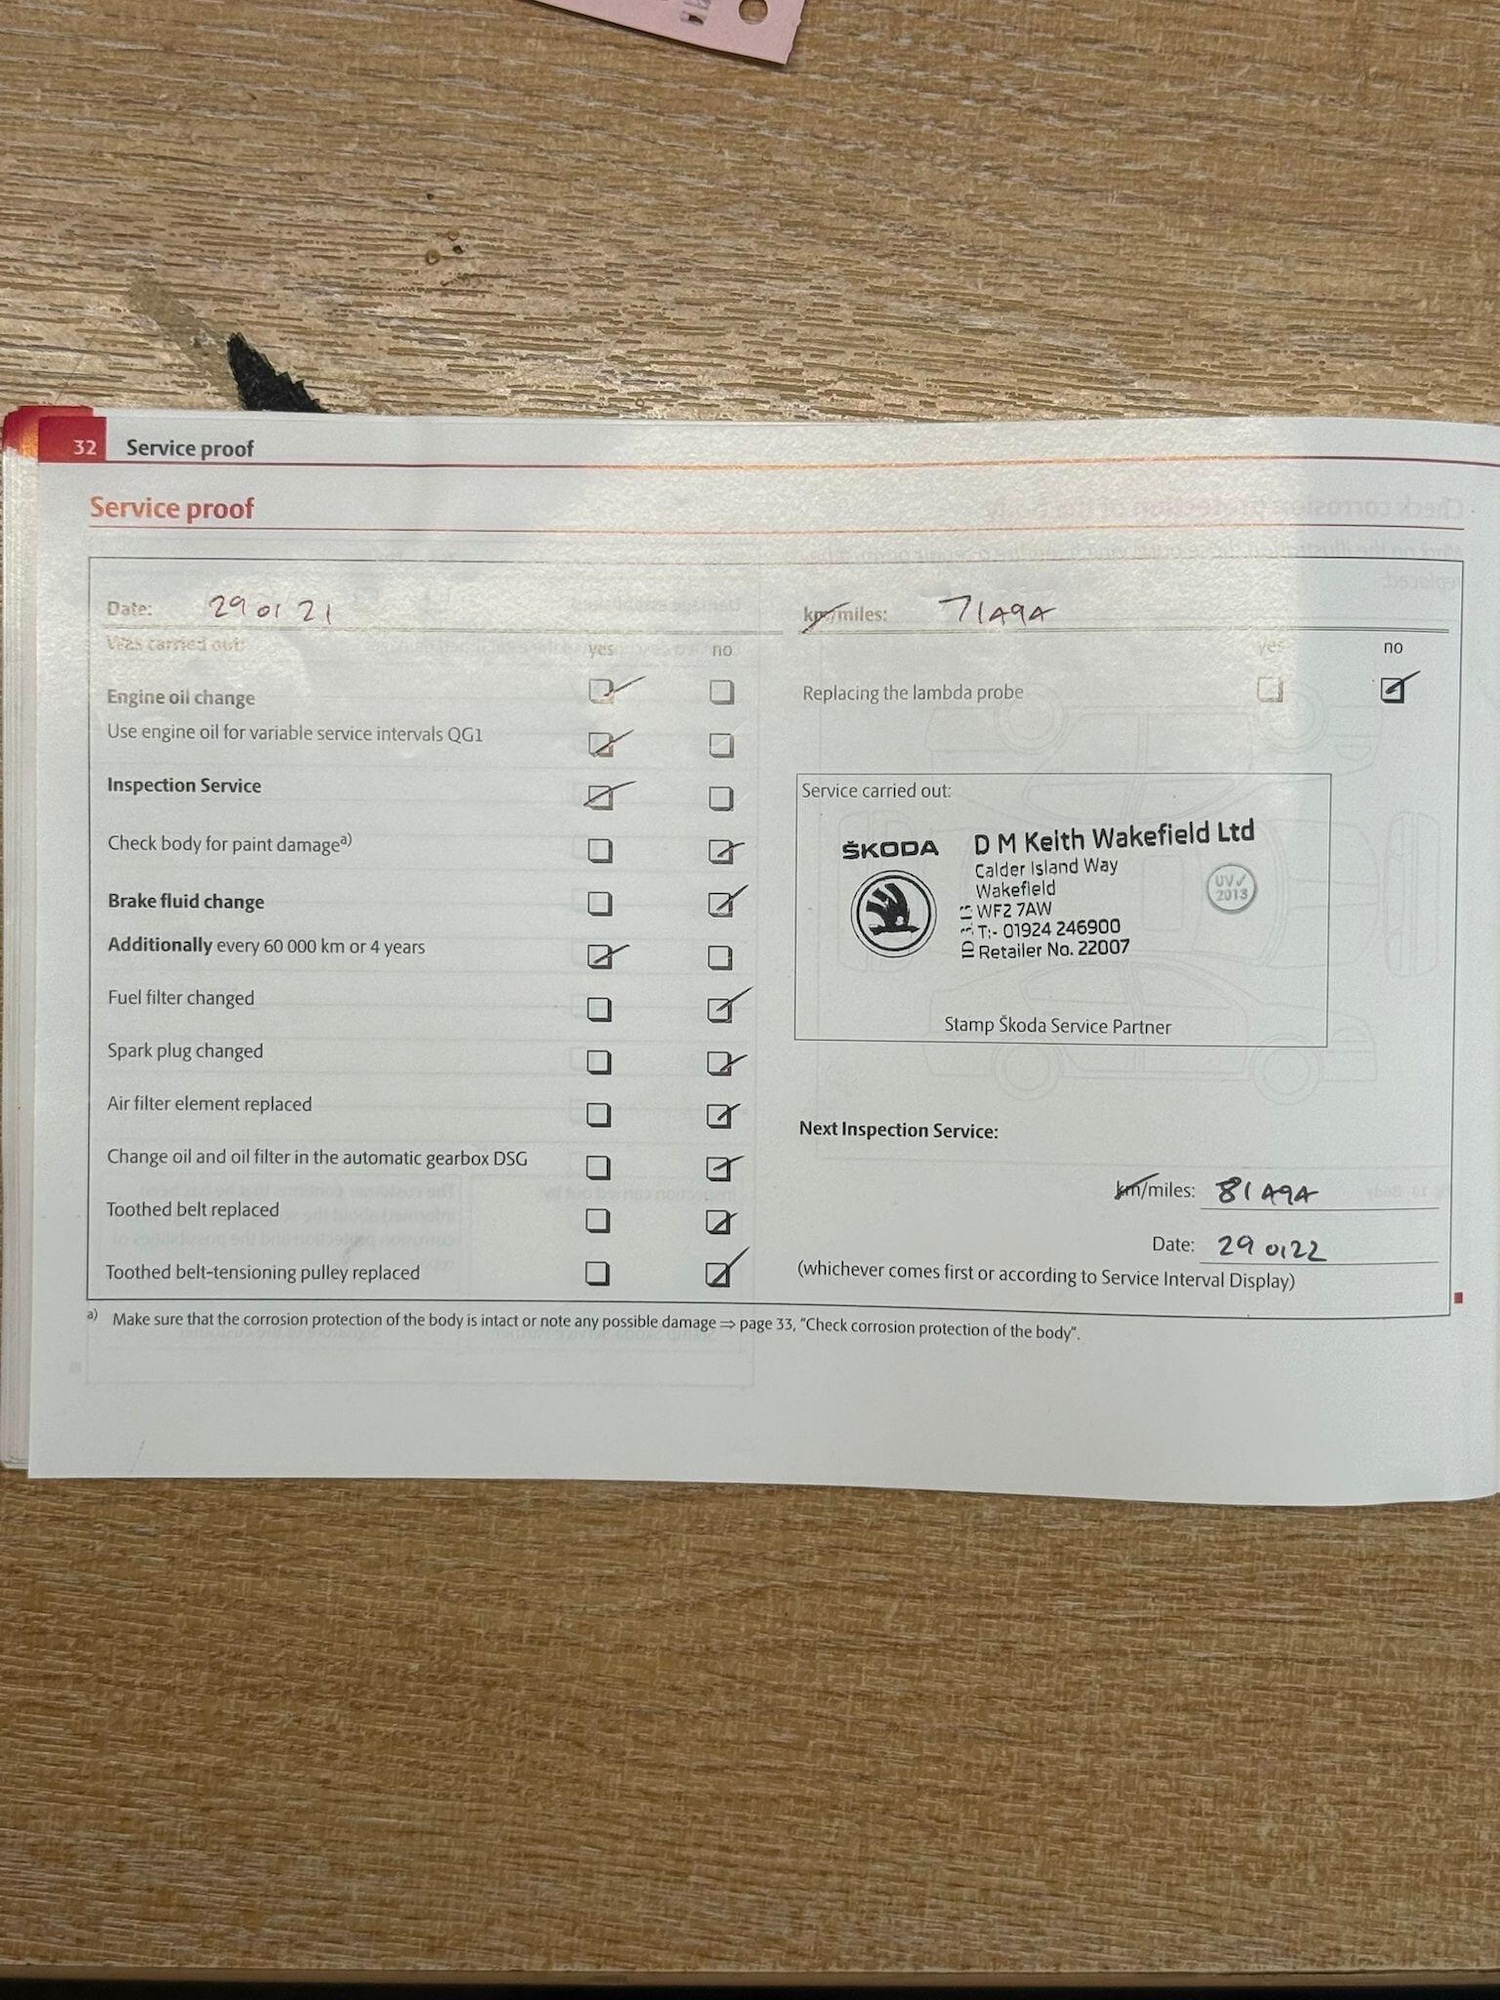 32 Service proof
Service proof
Date: 29 01 21
km/miles: 71494
Was carried out: yes no
yes no
Engine oil change
Replacing the lambda probe
Use engine oil for variable service intervals QG1
Inspection Service
Check body for paint damage a)
Brake fluid change
Additionally every 60 000 km or 4 years
Fuel filter changed
Spark plug changed
Air filter element replaced
Change oil and oil filter in the automatic gearbox DSG
Toothed belt replaced
Toothed belt-tensioning pulley replaced
Service carried out:
ŠKODA
D M Keith Wakefield Ltd
Calder Island Way
Wakefield
WF2 7AW
T:- 01924 246900
Retailer No. 22007
UV✓
2013
Stamp Škoda Service Partner
Next Inspection Service:
km/miles: 81494
Date: 29 0122
(whichever comes first or according to Service Interval Display)
a) Make sure that the corrosion protection of the body is intact or note any possible damage ⇒ page 33, "Check corrosion protection of the body".